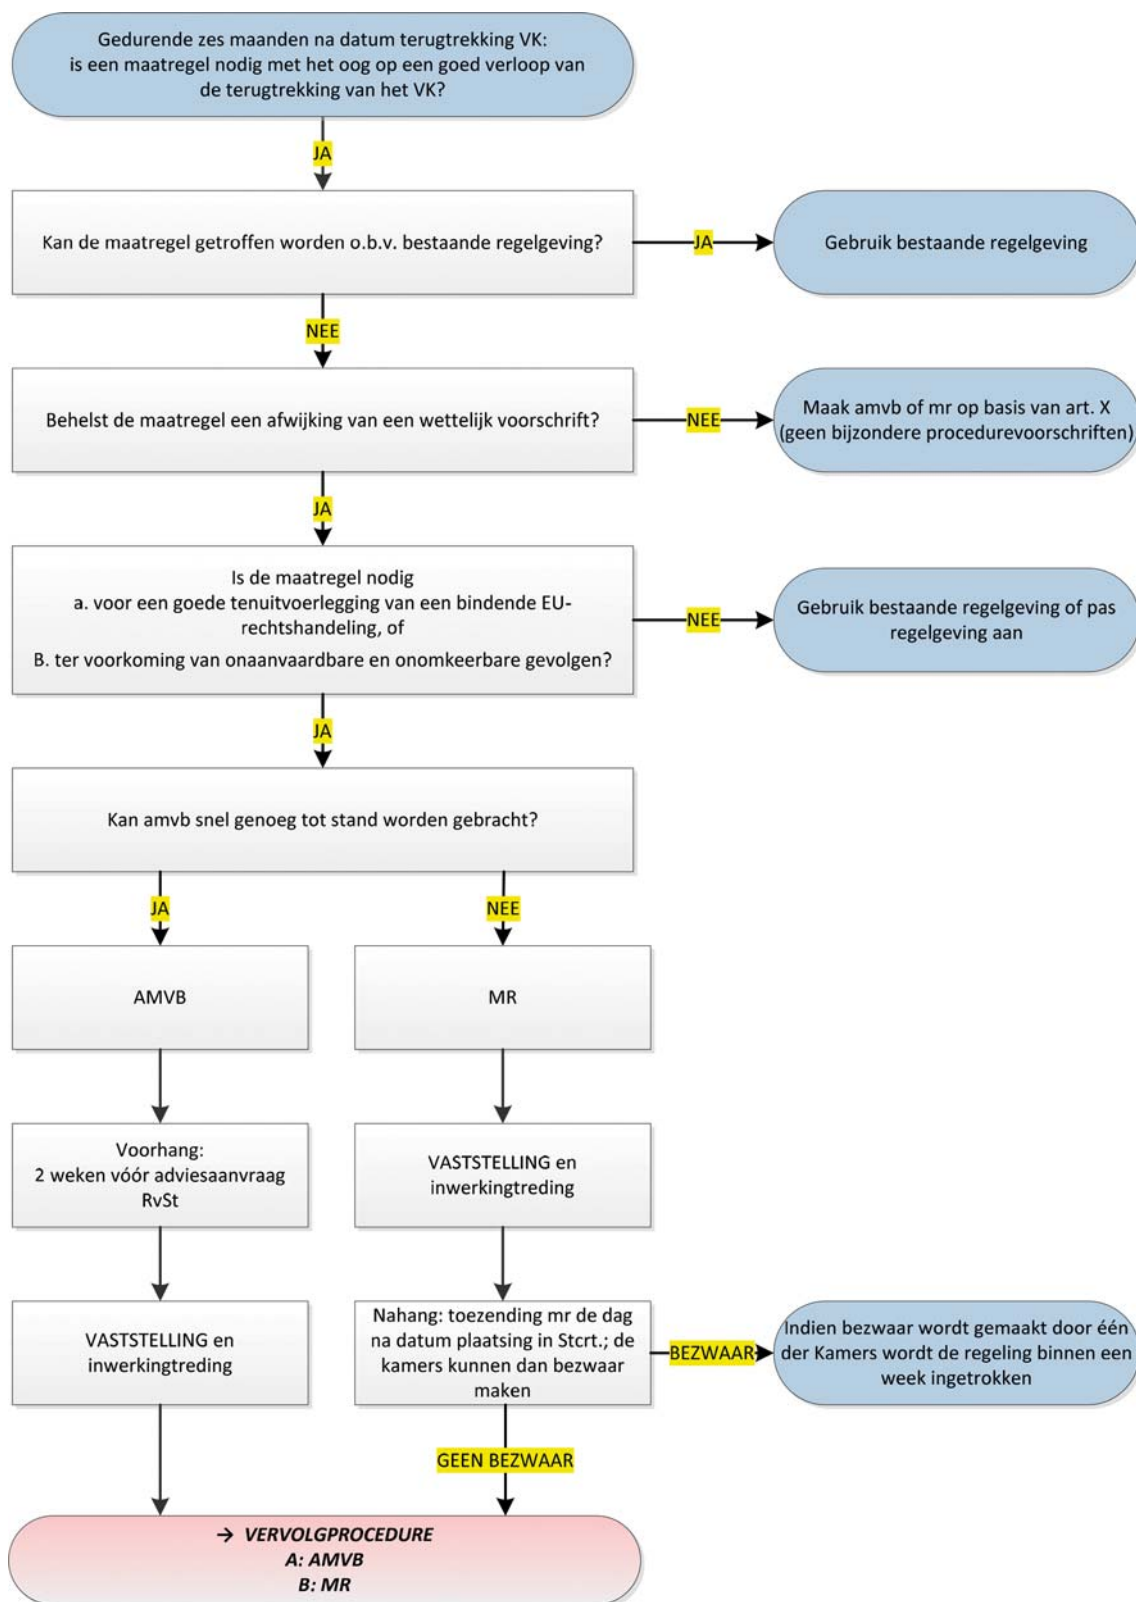 Gedurende zes maanden na datum terugtrekking VK:
is een maatregel nodig met het oog op een goed verloop van
de terugtrekking van het VK?
JA
Kan de maatregel getroffen worden o.b.v. bestaande regelgeving?
JA
Gebruik bestaande regelgeving
NEE
Behelst de maatregel een afwijking van een wettelijk voorschrift?
NEE
Maak amvb of mr op basis van art. X
(geen bijzondere procedurevoorschriften)
JA
Is de maatregel nodig
a. voor een goede tenuitvoerlegging van een bindende EU-
rechtshandeling, of
B. ter voorkoming van onaanvaardbare en onomkeerbare gevolgen?
NEE
Gebruik bestaande regelgeving of pas
regelgeving aan
JA
Kan amvb snel genoeg tot stand worden gebracht?
JA
NEE
AMVB
MR
Voorhang:
2 weken vóór adviesaanvraag
RvSt
VASTSTELLING en
inwerkingtreding
VASTSTELLING en
inwerkingtreding
Nahang: toezending mr de dag
na datum plaatsing in Stcrt.; de
kamers kunnen dan bezwaar
maken
BEZWAAR
Indien bezwaar wordt gemaakt door één
der Kamers wordt de regeling binnen een
week ingetrokken
GEEN BEZWAAR
→ VERVOLGPROCEDURE
A: AMVB
B: MR